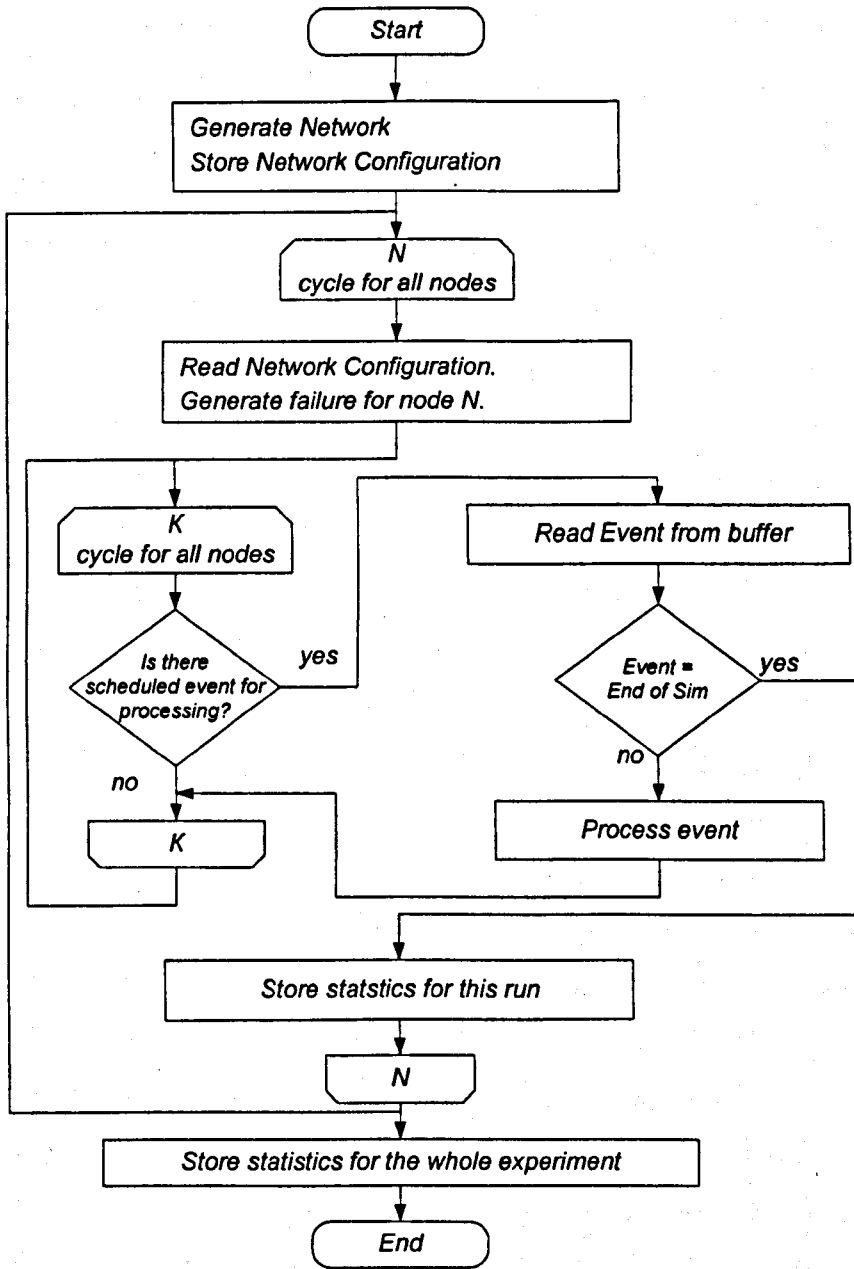 Start
Generate Network
Store Network Configuration
N
cycle for all nodes
Read Network Configuration.
Generate failure for node N.
K
cycle for all nodes
Is there
scheduled event for
processing?
yes
no
K
Read Event from buffer
Event =
End of Sim
yes
no
Process event
Store statstics for this run
N
Store statistics for the whole experiment
End